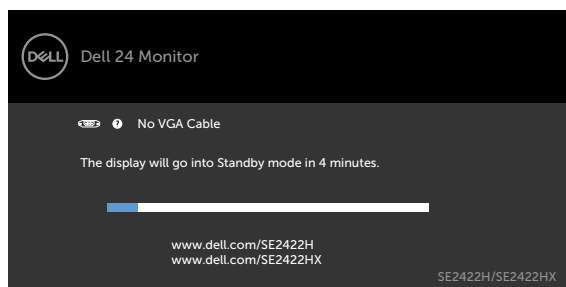 DELL
Dell 24 Monitor
? No VGA Cable
The display will go into Standby mode in 4 minutes.
www.dell.com/SE2422H
www.dell.com/SE2422HX
SE2422H/SE2422HX